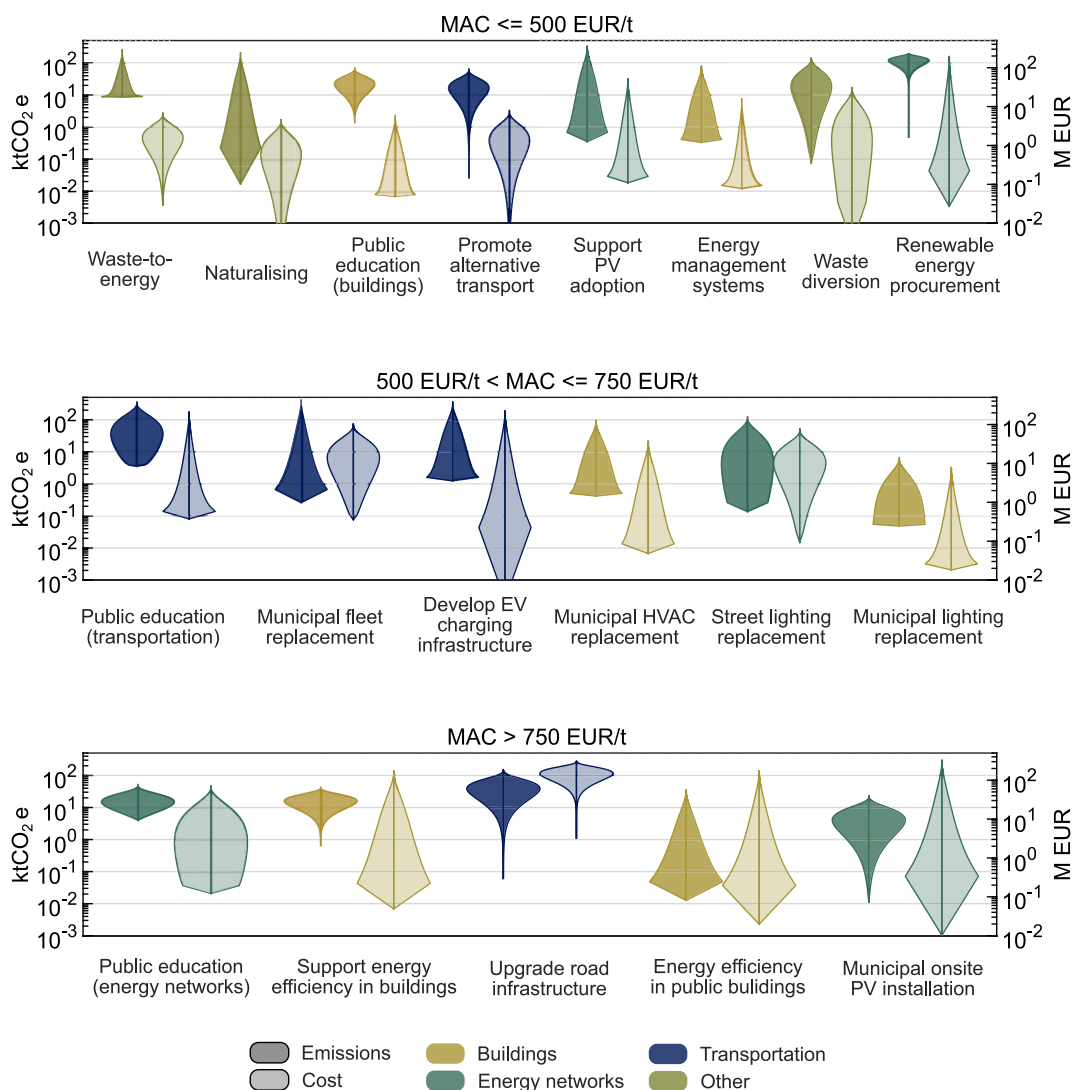 MAC <= 500 EUR/t
10² 10² 
10¹ 10¹
10⁰ 10⁰
10⁻¹ 10⁻¹
10⁻²
10⁻³ 10⁻²
ktCO₂ e
M EUR
Waste-to-
energy
Naturalising
Public
education
(buildings)
Promote
alternative
transport
Support
PV
adoption
Energy
management
systems
Waste
diversion
Renewable
energy
procurement
500 EUR/t < MAC <= 750 EUR/t
10² 10²
10¹ 10¹
10⁰ 10⁰
10⁻¹ 10⁻¹
10⁻²
10⁻³ 10⁻²
ktCO₂ e
M EUR
Public education
(transportation)
Municipal fleet
replacement
Develop EV
charging
infrastructure
Municipal HVAC
replacement
Street lighting
replacement
Municipal lighting
replacement
MAC > 750 EUR/t
10² 10²
10¹ 10¹
10⁰ 10⁰
10⁻¹ 10⁻¹
10⁻²
10⁻³ 10⁻²
ktCO₂ e
M EUR
Public education
(energy networks)
Support energy
efficiency in buildings
Upgrade road
infrastructure
Energy efficiency
in public bulidings
Municipal onsite
PV installation
Emissions Buildings Transportation
Cost Energy networks Other